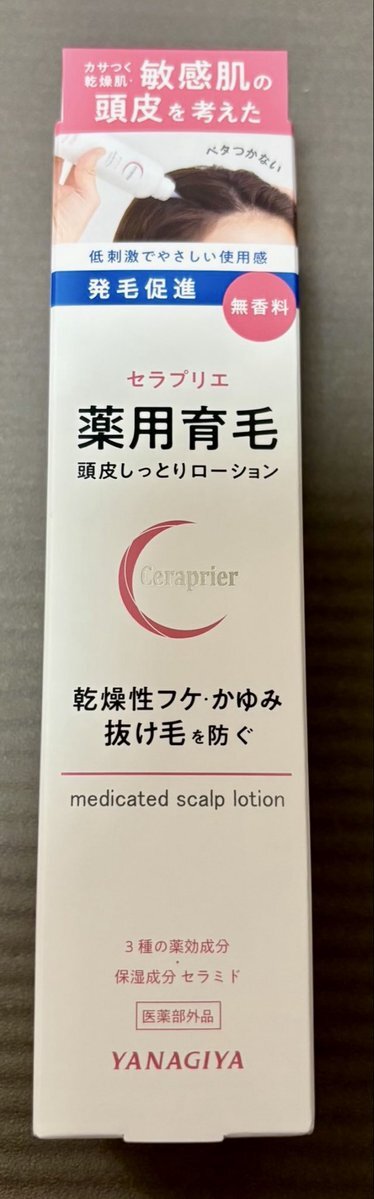 カサつく
乾燥肌・敏感肌の
頭皮を考えた
ベタつかない
低刺激でやさしい使用感
発毛促進
無香料
セラプリエ
薬用育毛
頭皮しっとりローション
Ceraprier
乾燥性フケ・かゆみ
抜け毛を防ぐ
medicated scalp lotion
3種の薬効成分
・
保湿成分 セラミド
医薬部外品
YANAGIYA